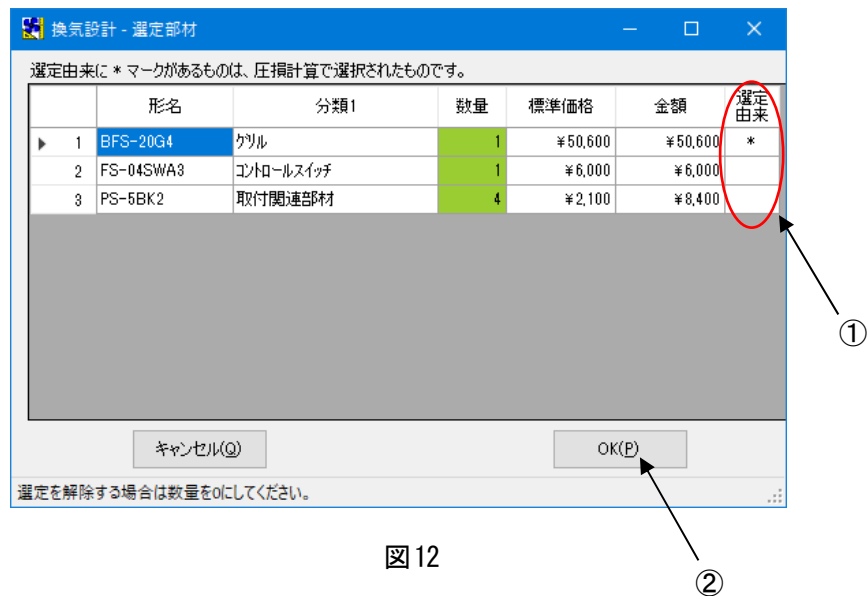 換気設計 - 選定部材
選定由来に * マークがあるものは、圧損計算で選択されたものです。
形名 分類1 数量 標準価格 金額 選定由来
1 BFS-20G4 グリル 1 ¥50,600 ¥50,600 *
2 FS-04SWA3 コントロールスイッチ 1 ¥6,000 ¥6,000
3 PS-5BK2 取付関連部材 4 ¥2,100 ¥8,400
①
キャンセル(Q) OK(P)
選定を解除する場合は数量を0にしてください。
図12
②